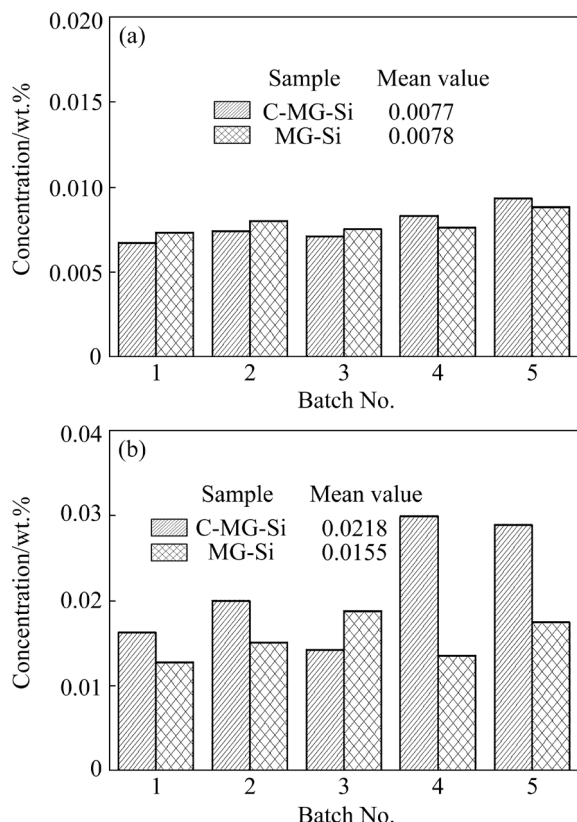 0.020
(a)
Sample Mean value
C-MG-Si 0.0077
MG-Si 0.0078
0.015
0.010
0.005
0
Concentration/wt.%
1 2 3 4 5
Batch No.
0.04
(b)
Sample Mean value
C-MG-Si 0.0218
MG-Si 0.0155
0.03
0.02
0.01
0
Concentration/wt.%
1 2 3 4 5
Batch No.